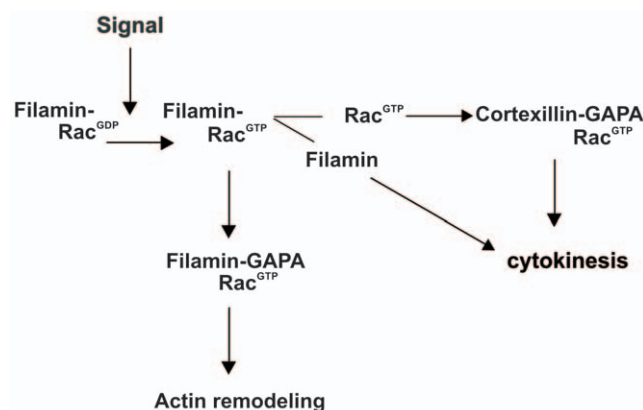 Signal
Filamin-
Rac^GDP
Filamin-
Rac^GTP
Rac^GTP
Filamin
Cortexillin-GAPA
Rac^GTP
Filamin-GAPA
Rac^GTP
cytokinesis
Actin remodeling